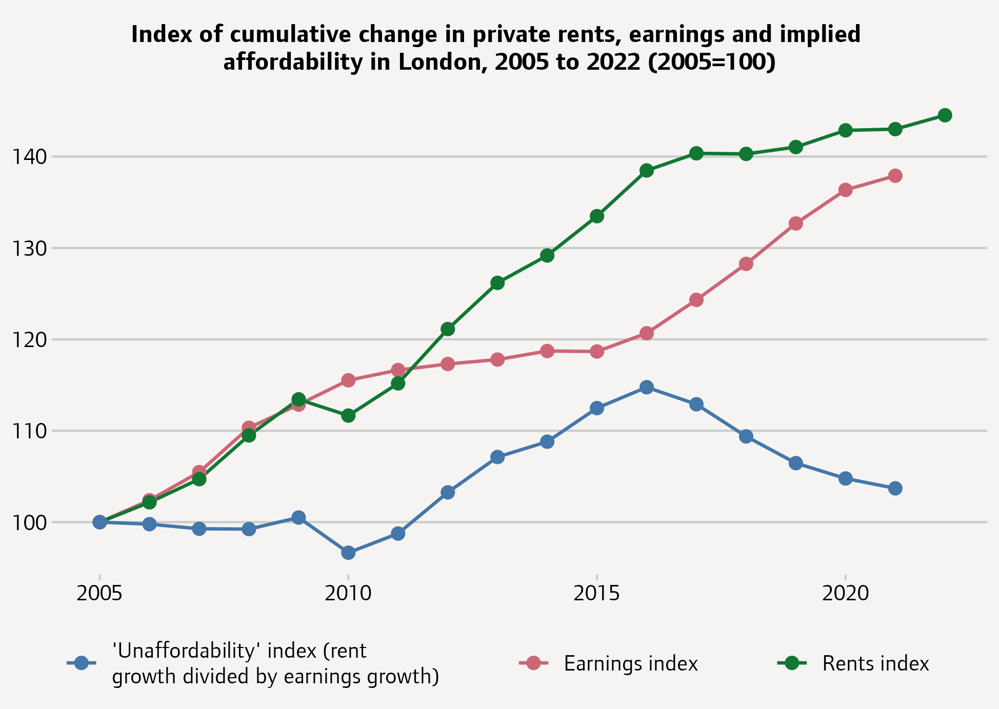 Index of cumulative change in private rents, earnings and implied
affordability in London, 2005 to 2022 (2005=100)
140
130
120
110
100
2005
2010
2015
2020
'Unaffordability' index (rent
growth divided by earnings growth)
Earnings index
Rents index